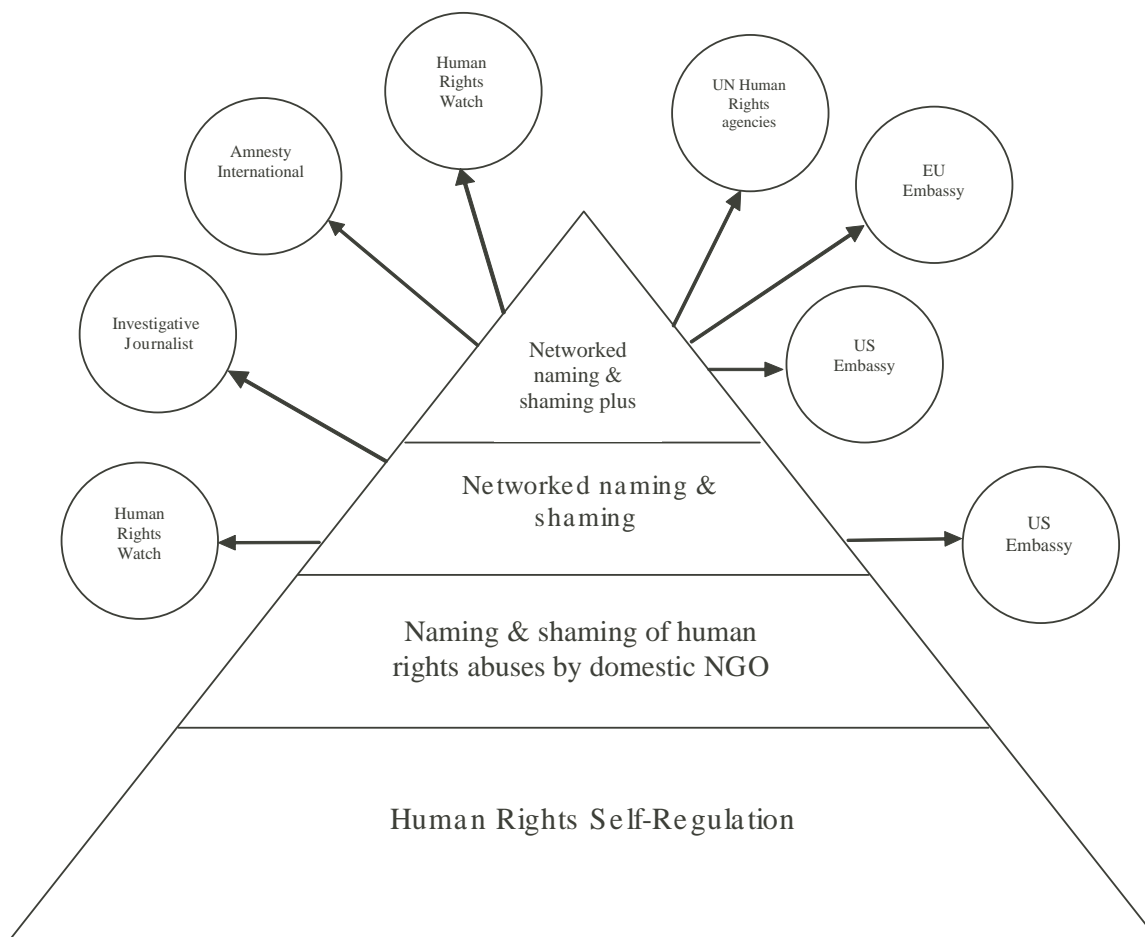 Human
Rights
Watch
UN Human
Rights
agencies
Amnesty
International
EU
Embassy
Investigative
Journalist
US
Embassy
Networked
naming &
shaming plus
Networked naming &
shaming
Human
Rights
Watch
US
Embassy
Naming & shaming of human
rights abuses by domestic NGO
Human Rights Self-Regulation